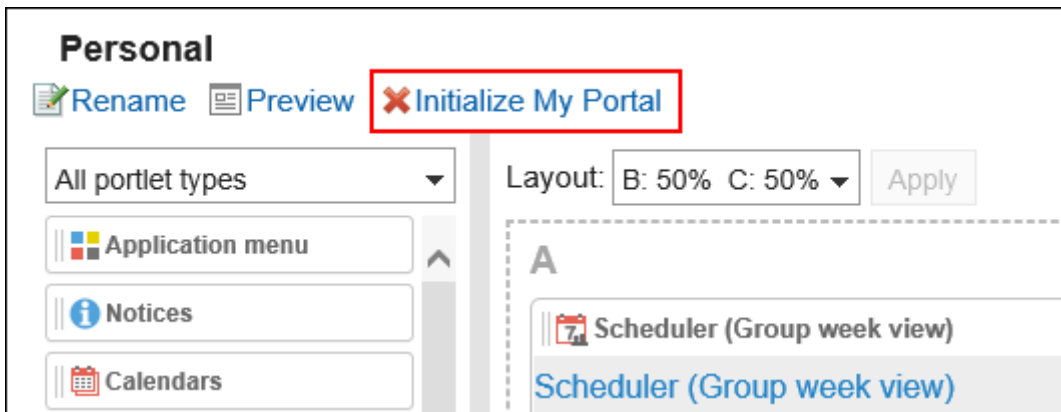 Personal
Rename Preview Initialize My Portal
All portlet types
Layout: B: 50% C: 50% Apply
Application menu
A
Notices
7 Scheduler (Group week view)
Calendars
Scheduler (Group week view)